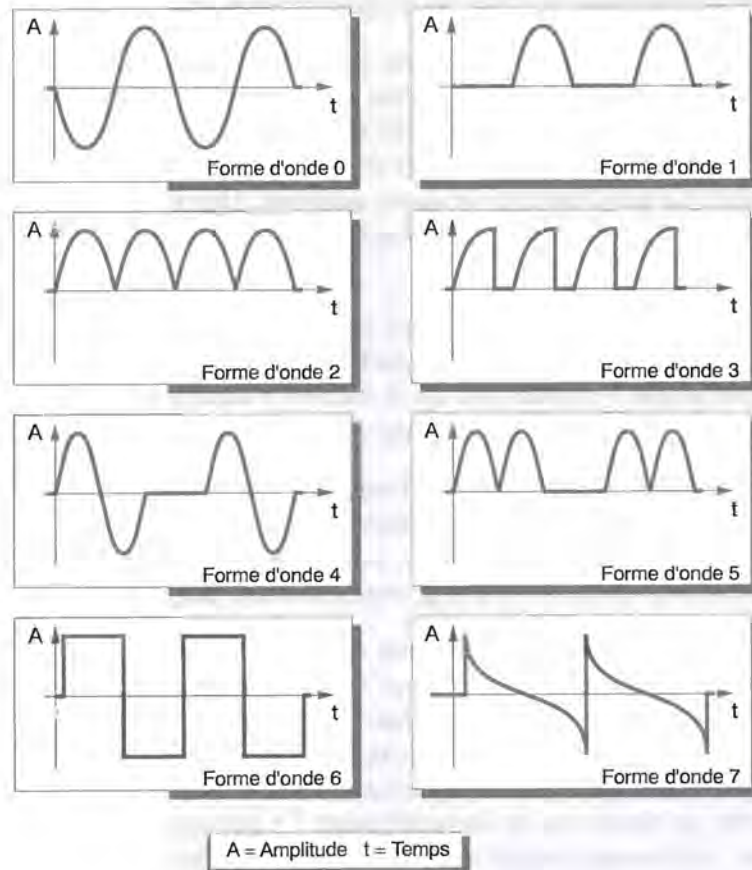 A
t
Forme d'onde 0
A
t
Forme d'onde 1
A
t
Forme d'onde 2
A
t
Forme d'onde 3
A
t
Forme d'onde 4
A
t
Forme d'onde 5
A
t
Forme d'onde 6
A
t
Forme d'onde 7
A = Amplitude t = Temps